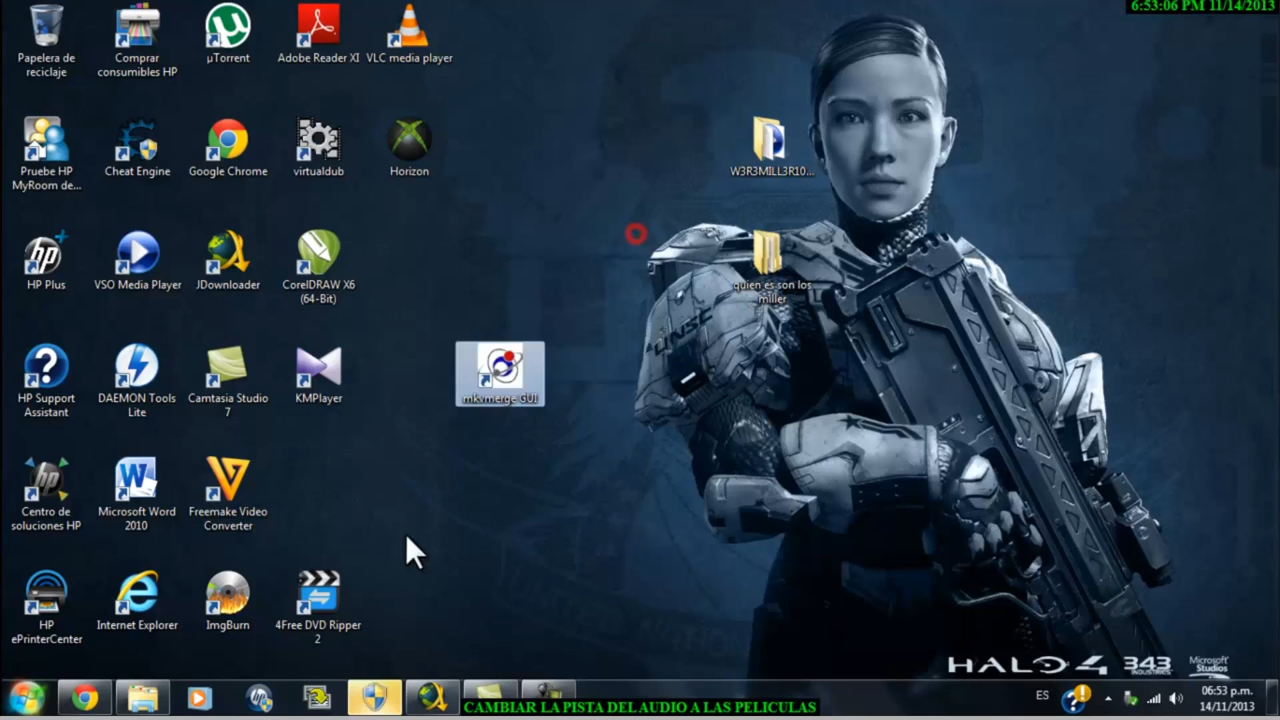 6:53:06 PM 11/14/2013
Papelera de
reciclaje
Comprar
consumibles HP
µTorrent
Adobe Reader XI
VLC media player
Pruebe HP
MyRoom de...
Cheat Engine
Google Chrome
virtualdub
Horizon
W3R3MILL3R10...
HP Plus
VSO Media Player
JDownloader
CorelDRAW X6
(64-Bit)
quien es son los
miller
UNSC
HP Support
Assistant
DAEMON Tools
Lite
Camtasia Studio
7
KMPlayer
mkvmerge GUI
Centro de
soluciones HP
Microsoft Word
2010
Freemake Video
Converter
HP
ePrinterCenter
Internet Explorer
ImgBurn
4Free DVD Ripper
2
HALO 4
343
INDUSTRIES
Microsoft
Studios
CAMBIAR LA PISTA DEL AUDIO A LAS PELICULAS
ES
06:53 p.m.
14/11/2013